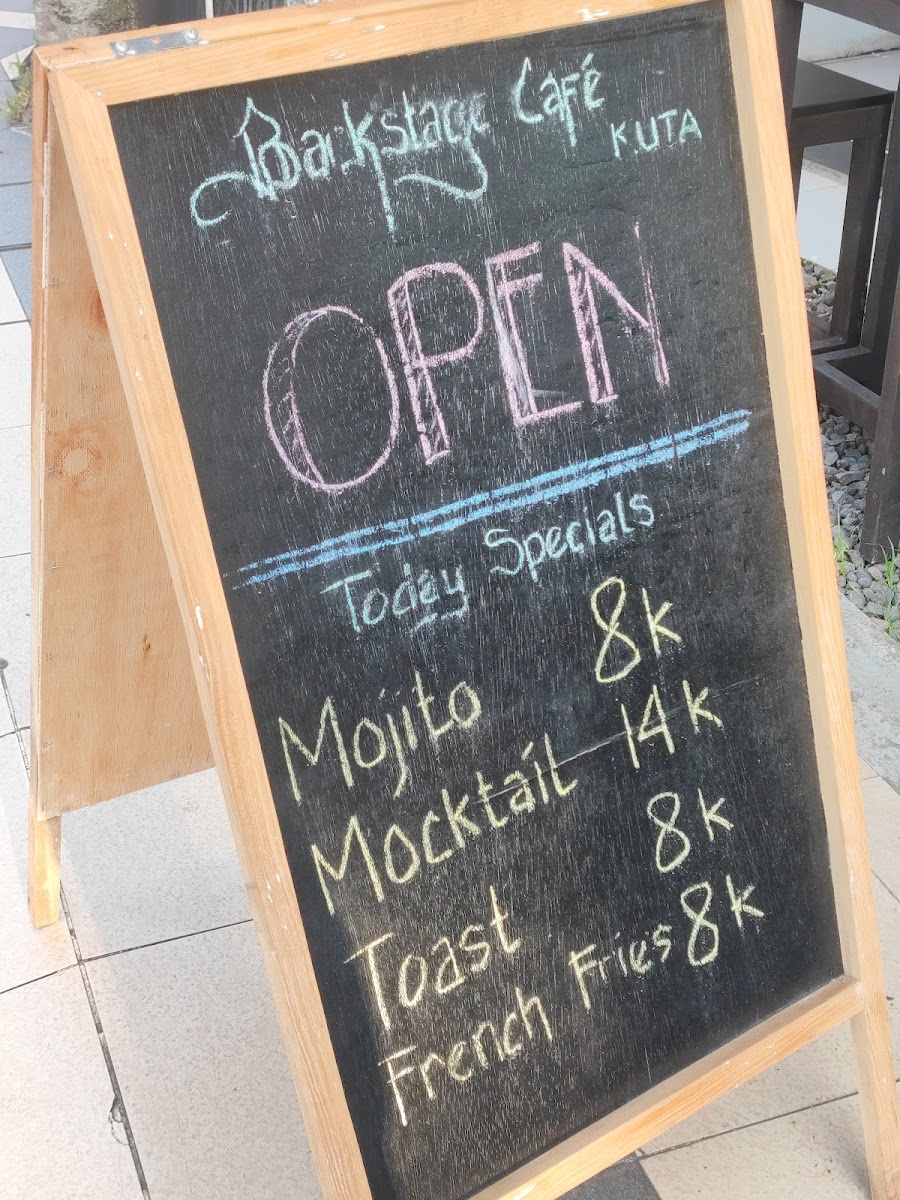 Backstage Café
KUTA
OPEN
Today Specials
Mojito 8k
Mocktail 14k
Toast 8k
French Fries 8k